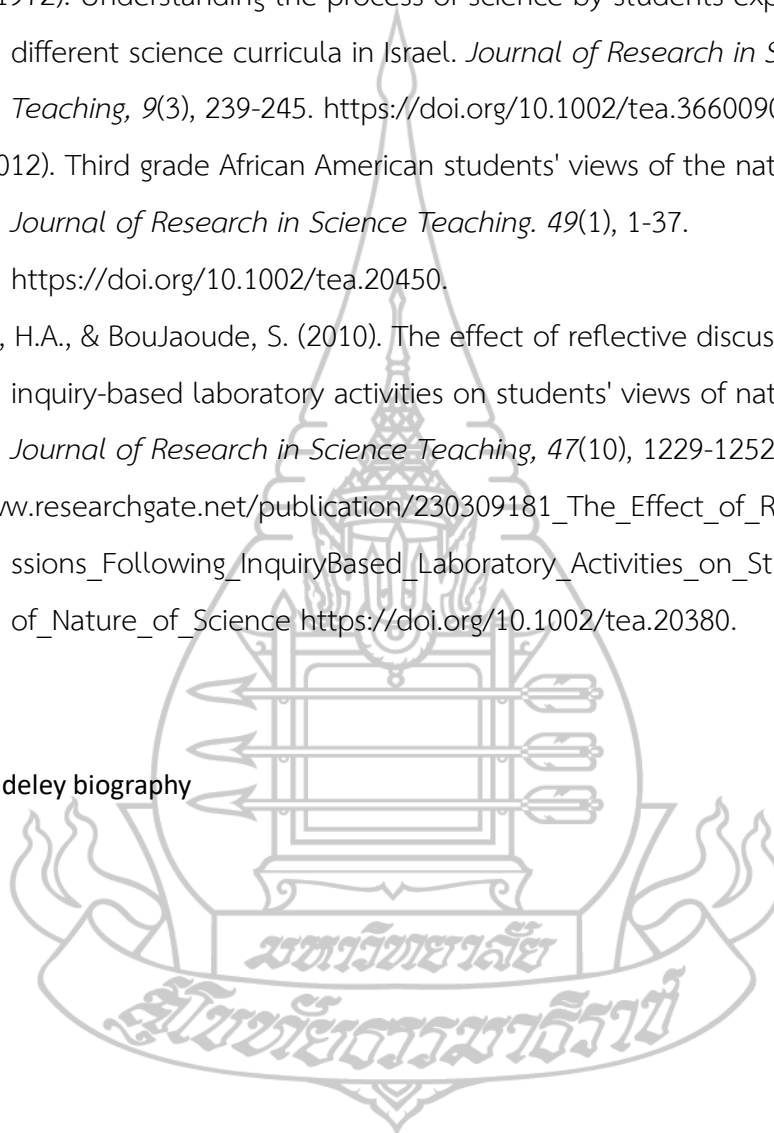 1972). Understanding the process of science by students exp
different science curricula in Israel. Journal of Research in S
Teaching, 9(3), 239-245. https://doi.org/10.1002/tea.3660090
012). Third grade African American students' views of the nat
Journal of Research in Science Teaching. 49(1), 1-37.
https://doi.org/10.1002/tea.20450.
, H.A., & BouJaoude, S. (2010). The effect of reflective discus
inquiry-based laboratory activities on students' views of nat
Journal of Research in Science Teaching, 47(10), 1229-1252
ww.researchgate.net/publication/230309181_The_Effect_of_R
ssions_Following_InquiryBased_Laboratory_Activities_on_St
of_Nature_of_Science https://doi.org/10.1002/tea.20380.
deley biography
มหาวิทยาลัย
สุโขทัยธรรมาธิราช